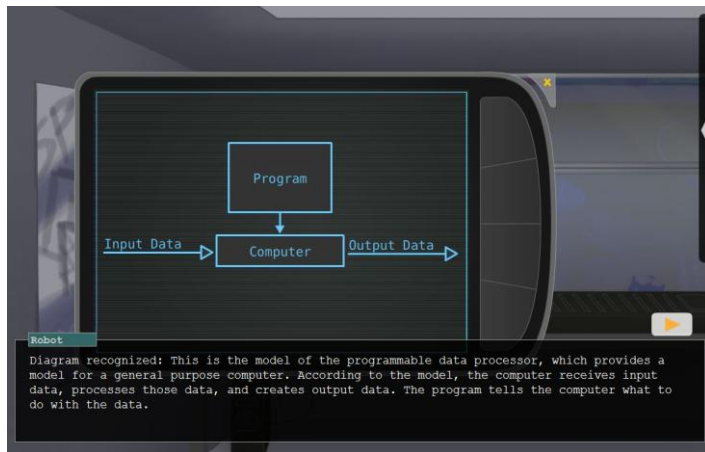 Program
Input Data
Computer
Output Data
Robot
Diagram recognized: This is the model of the programmable data processor, which provides a
model for a general purpose computer. According to the model, the computer receives input
data, processes those data, and creates output data. The program tells the computer what to
do with the data.